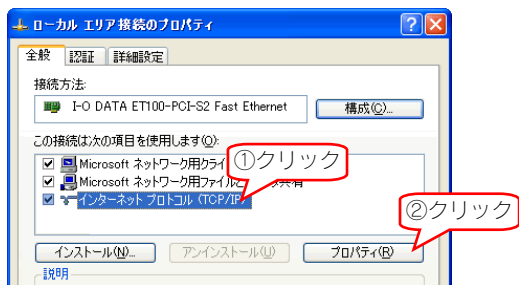 ローカル エリア接続のプロパティ
全般 認証 詳細設定
接続方法:
I-O DATA ET100-PCI-S2 Fast Ethernet 構成(C)...
この接続は次の項目を使用します(O):
Microsoft ネットワーク用クライ
①クリック
Microsoft ネットワーク用ファイルと 共有
インターネット プロトコル (TCP/IP
②クリック
インストール(N)... アンインストール(U) プロパティ(R)
説明